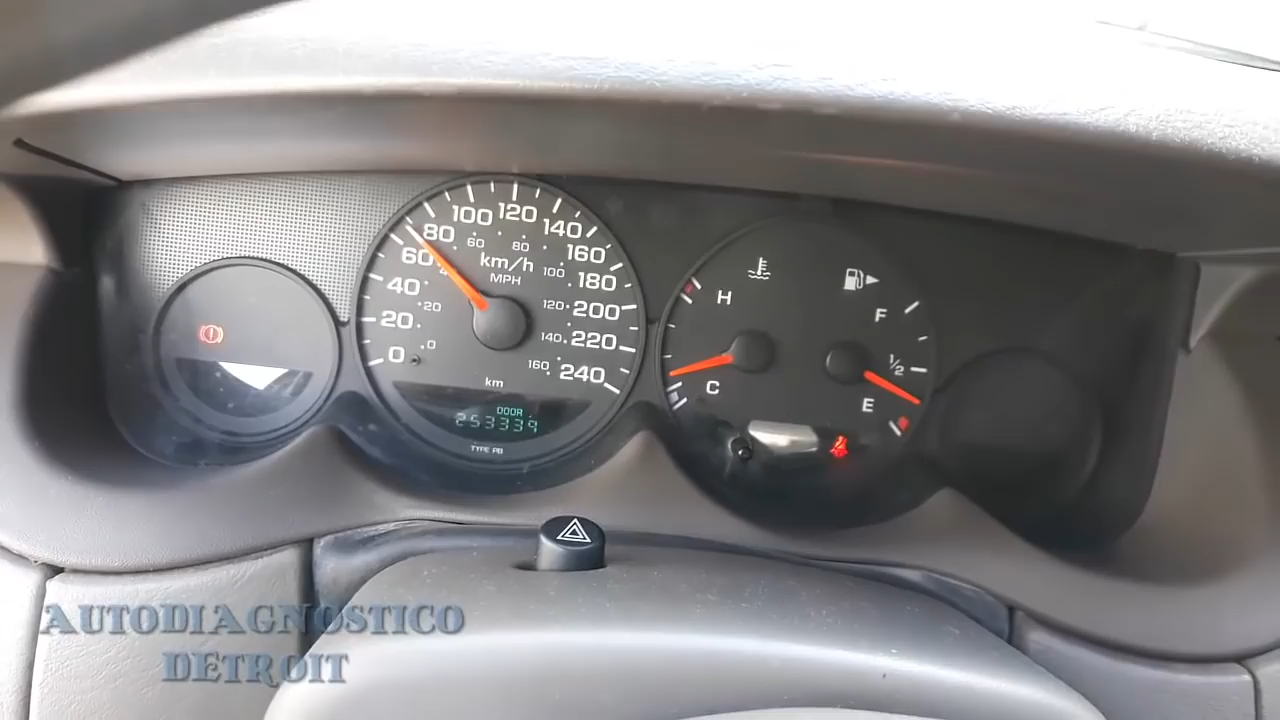 100 120 140
80 160
60 180
40 200
20 220
0 240
60 80
100
20 120
140
0 160
km/h
MPH
km
DOOR
253339
TYPE PB
H
C
F
1/2
E
AUTODIAGNOSTICO
DETROIT